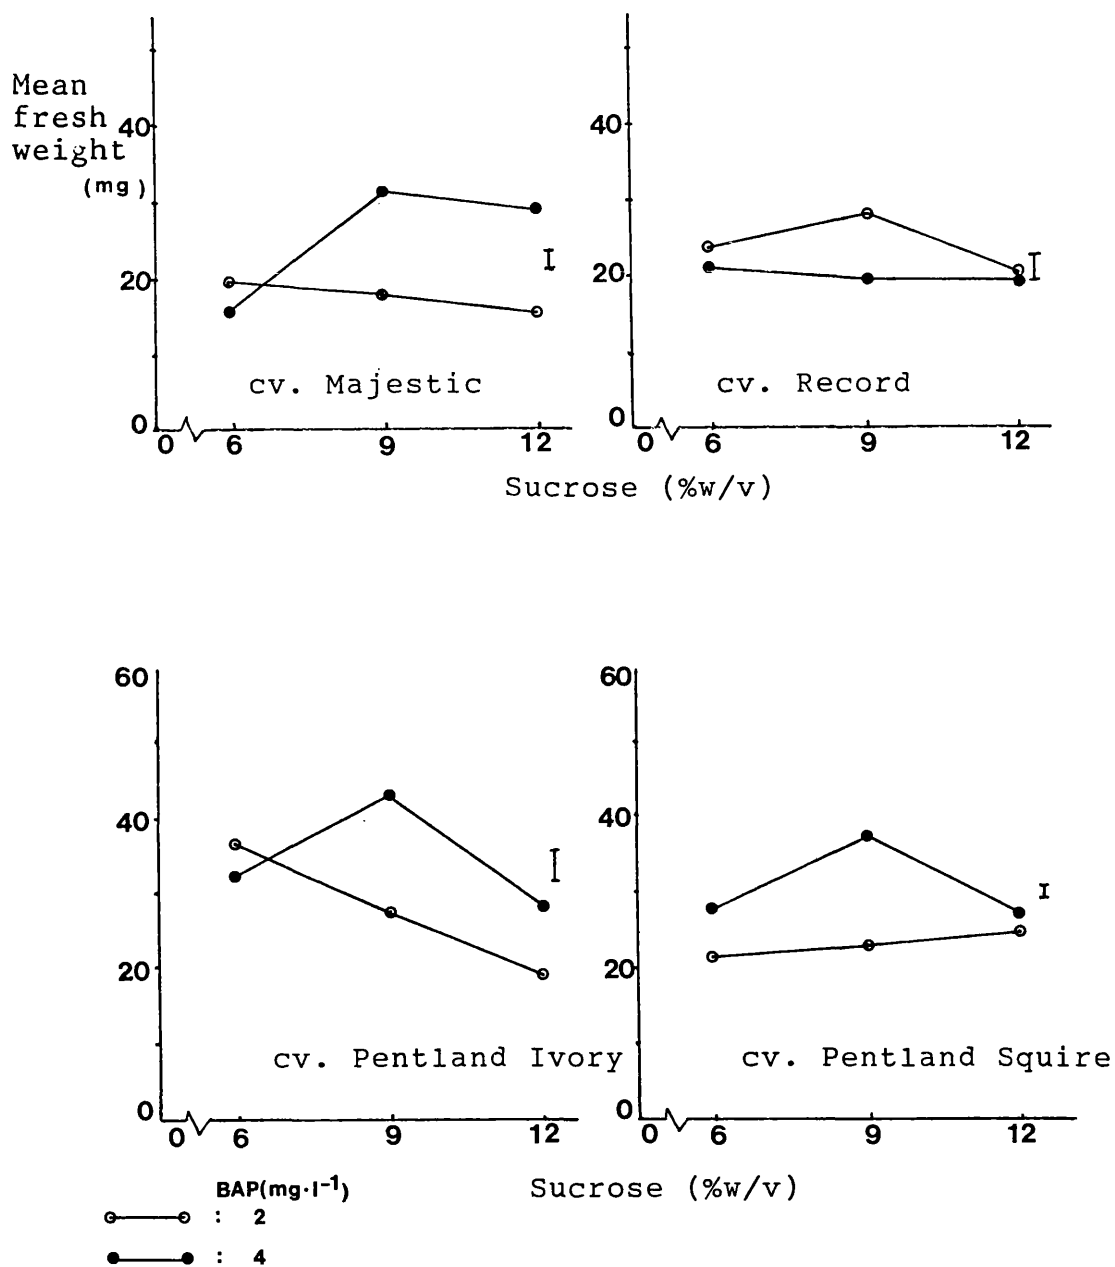 Mean
fresh
weight
(mg)
40
20
0
0 6 9 12
cv. Majestic
40
20
0
0 6 9 12
cv. Record
Sucrose (%w/v)
60
40
20
0
0 6 9 12
cv. Pentland Ivory
60
40
20
0
0 6 9 12
cv. Pentland Squire
Sucrose (%w/v)
BAP(mg·l⁻¹)
: 2
: 4